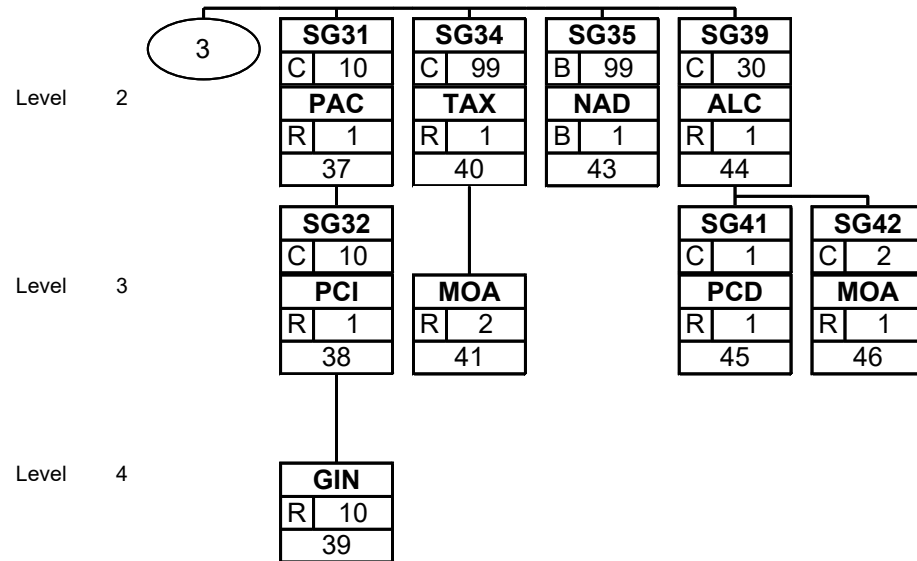 3 SG31 SG34 SG35 SG39
C 10 C 99 B 99 C 30
Level 2 PAC TAX NAD ALC
R 1 R 1 B 1 R 1
37 40 43 44
SG32 SG41 SG42
C 10 C 1 C 2
Level 3 PCI MOA PCD MOA
R 1 R 2 R 1 R 1
38 41 45 46
Level 4 GIN
R 10
39